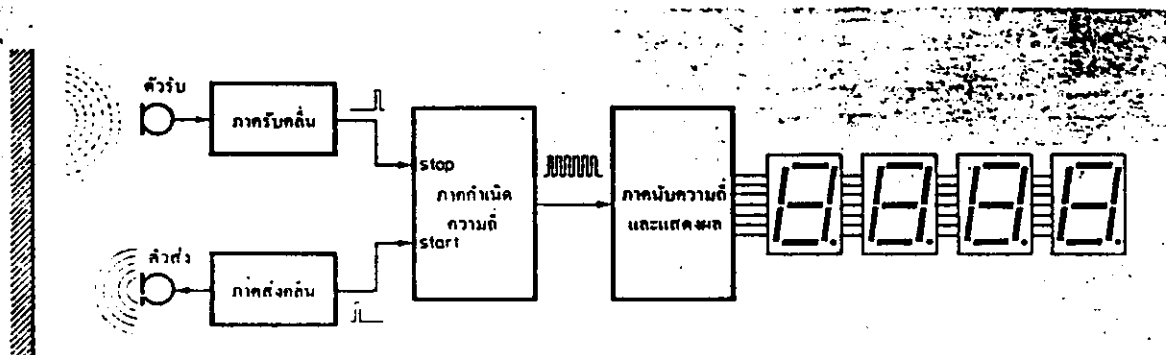 ตัวรับ
ภาครับคลื่น
stop
ภาคกำเนิด
ความถี่
start
ภาคนับความถี่
และแสดงผล
ตัวส่ง
ภาคส่งคลื่น